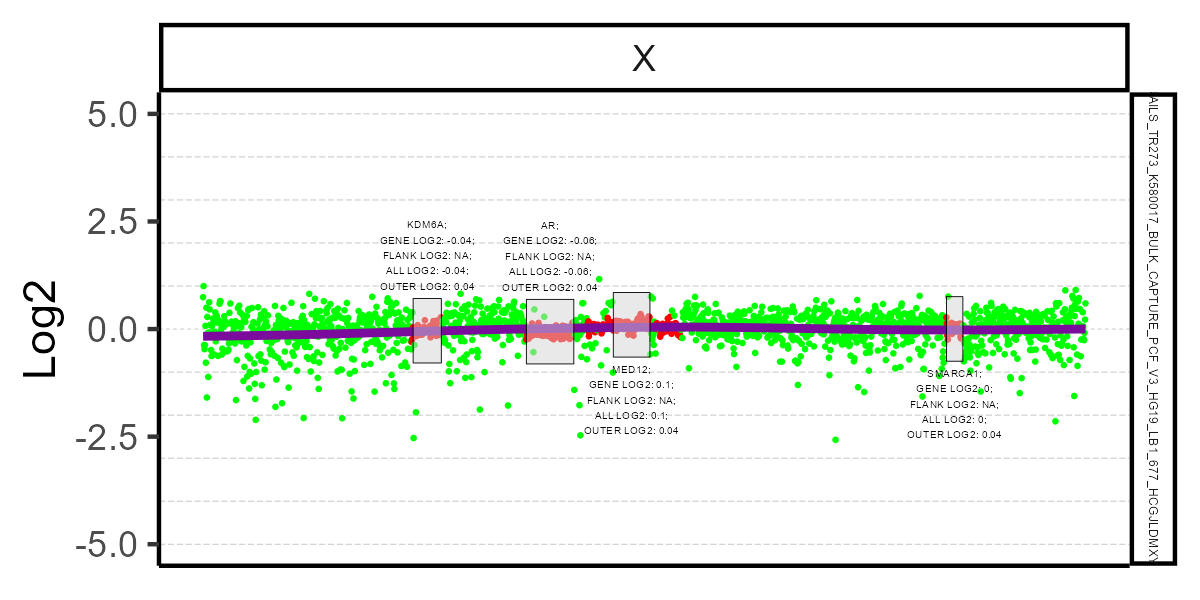 X
Log2
5.0
2.5
0.0
-2.5
-5.0
KDM6A;
GENE LOG2: -0.04;
FLANK LOG2: NA;
ALL LOG2: -0.04;
OUTER LOG2: 0.04
AR;
GENE LOG2: -0.06;
FLANK LOG2: NA;
ALL LOG2: -0.06;
OUTER LOG2: 0.04
MED12;
GENE LOG2: 0.1;
FLANK LOG2: NA;
ALL LOG2: 0.1;
OUTER LOG2: 0.04
SMARCA1;
GENE LOG2: 0;
FLANK LOG2: NA;
ALL LOG2: 0;
OUTER LOG2: 0.04
AILS_TR273_K580017_BULK_CAPTURE_PCF_V3_HG19_LB1_677_HCGJLDMXY